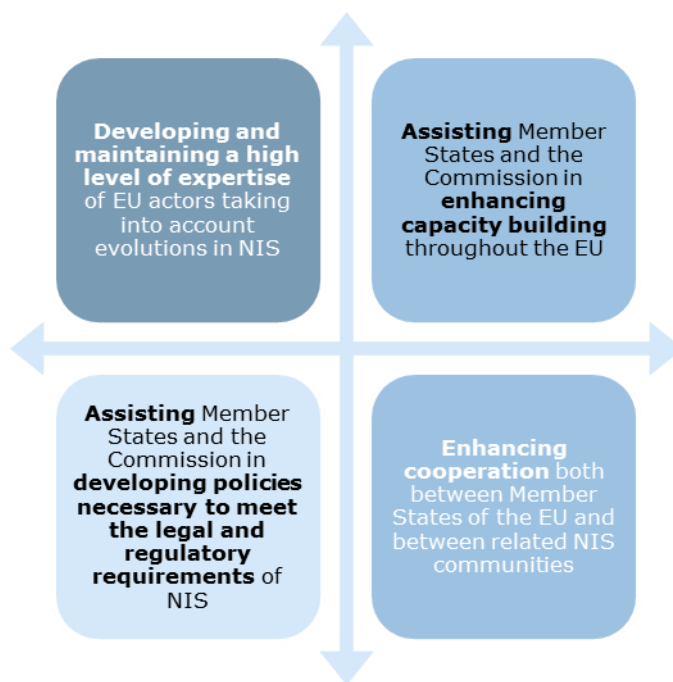 Developing and
maintaining a high
level of expertise
of EU actors taking
into account
evolutions in NIS
Assisting Member
States and the
Commission in
enhancing
capacity building
throughout the EU
Assisting Member
States and the
Commission in
developing policies
necessary to meet
the legal and
regulatory
requirements of
NIS
Enhancing
cooperation both
between Member
States of the EU and
between related NIS
communities